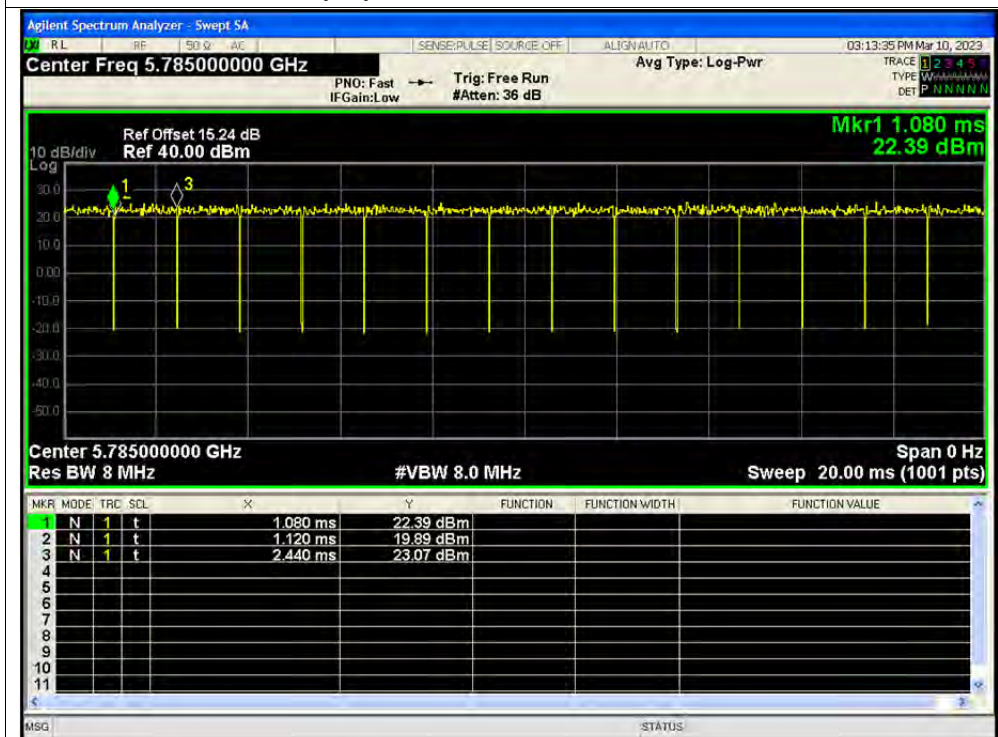 Agilent Spectrum Analyzer - Swept SA
RL RF 50 Ω AC SENSE:PULSE SOURCE OFF ALIGNAUTO 03:13:35 PM Mar 10, 2023
Center Freq 5.785000000 GHz Avg Type: Log-Pwr TRACE 1 2 3 4 5
PNO: Fast Trig: Free Run TYPE W
IFGain:Low #Atten: 36 dB DET P N N N N N
Mkr1 1.080 ms
22.39 dBm
Ref Offset 15.24 dB
10 dB/div Ref 40.00 dBm
Log
30.0
1
3
20.0
10.0
0.00
-10.0
-20.0
-30.0
-40.0
-50.0
Center 5.785000000 GHz Span 0 Hz
Res BW 8 MHz #VBW 8.0 MHz Sweep 20.00 ms (1001 pts)
MKR MODE TRC SCL X Y FUNCTION FUNCTION WIDTH FUNCTION VALUE
1 N 1 t 1.080 ms 22.39 dBm
2 N 1 t 1.120 ms 19.89 dBm
3 N 1 t 2.440 ms 23.07 dBm
4
5
6
7
8
9
10
11
MSG STATUS